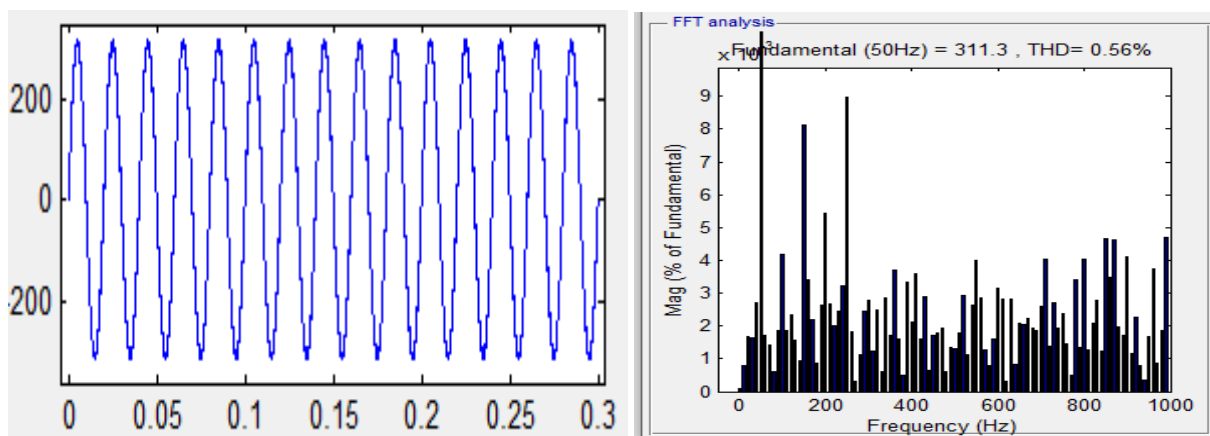 200
0
-200
0 0.05 0.1 0.15 0.2 0.25 0.3
FFT analysis
Fundamental (50Hz) = 311.3 , THD= 0.56%
9
8
7
6
5
4
3
2
1
0
Mag (% of Fundamental)
0 200 400 600 800 1000
Frequency (Hz)